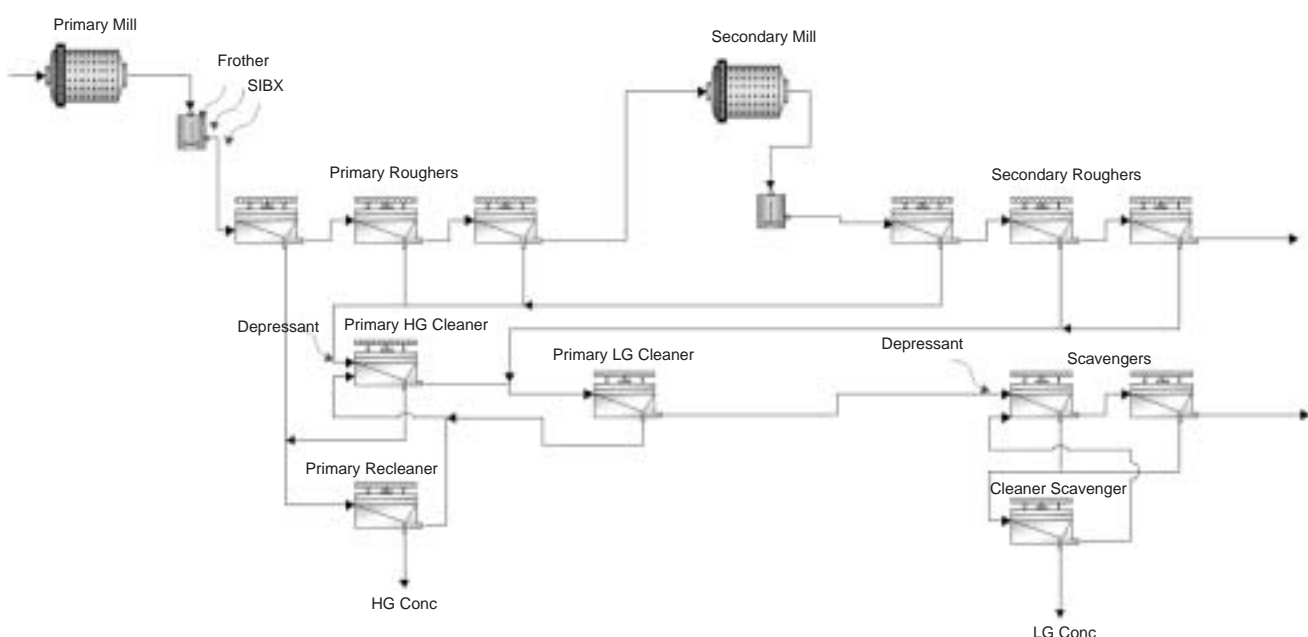 Primary Mill
Secondary Mill
Frother
SIBX
Primary Roughers
Secondary Roughers
Depressant
Primary HG Cleaner
Primary LG Cleaner
Depressant
Scavengers
Primary Recleaner
Cleaner Scavenger
HG Conc
LG Conc